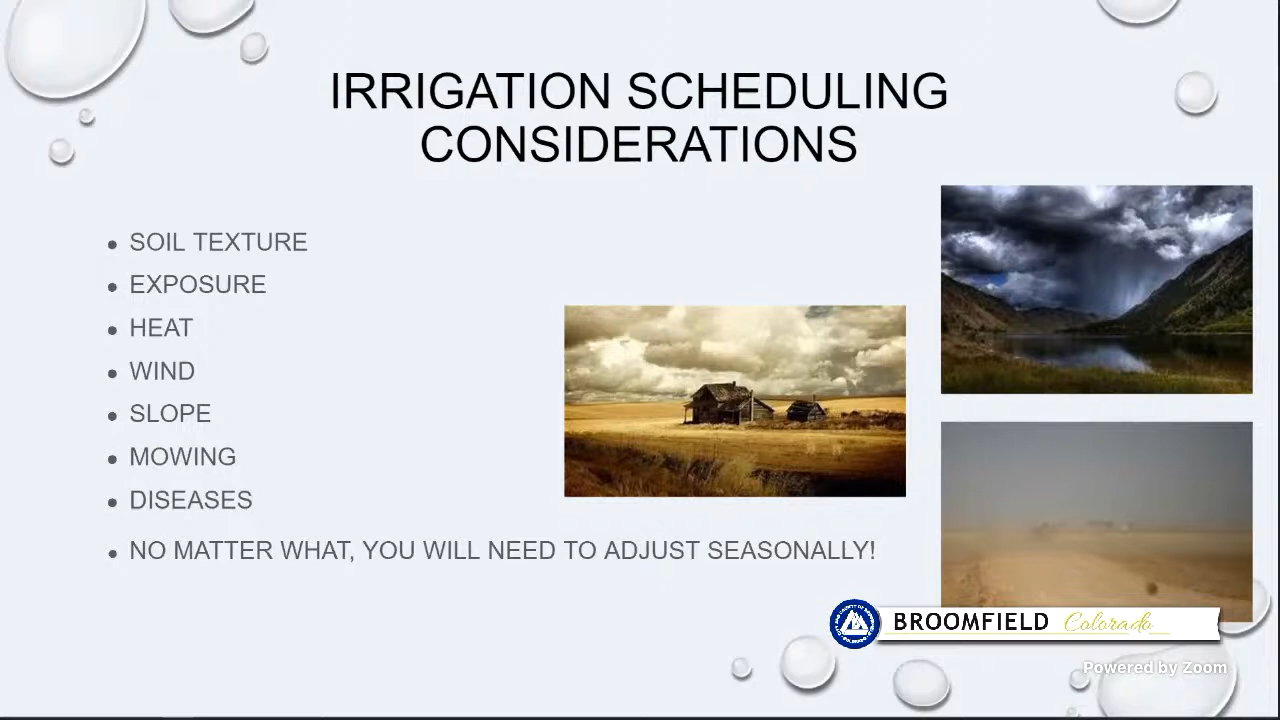 IRRIGATION SCHEDULING
CONSIDERATIONS
SOIL TEXTURE
EXPOSURE
HEAT
WIND
SLOPE
MOWING
DISEASES
NO MATTER WHAT, YOU WILL NEED TO ADJUST SEASONALLY!
BROOMFIELD Colorado
Powered by Zoom